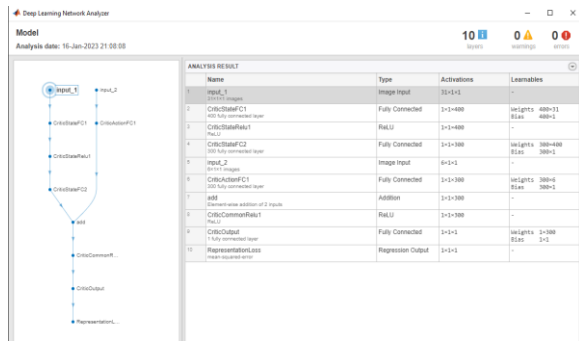 Deep Learning Network Analyzer
Model
Analysis date: 16-Jan-2023 21:08:08
10
layers
0
warnings
0
errors
input_1
input_2
CriticStateFC1
CriticActionFC1
CriticStateRelu1
CriticStateFC2
add
CriticCommonR...
CriticOutput
RepresentationL...
ANALYSIS RESULT
Name Type Activations Learnables
1 input_1 Image Input 31×1×1 -
31×1×1 images
2 CriticStateFC1 Fully Connected 1×1×400 Weights 400×31
400 fully connected layer Bias 400×1
3 CriticStateRelu1 ReLU 1×1×400 -
ReLU
4 CriticStateFC2 Fully Connected 1×1×300 Weights 300×400
300 fully connected layer Bias 300×1
5 input_2 Image Input 6×1×1 -
6×1×1 images
6 CriticActionFC1 Fully Connected 1×1×300 Weights 300×6
300 fully connected layer Bias 300×1
7 add Addition 1×1×300 -
Element-wise addition of 2 inputs
8 CriticCommonRelu1 ReLU 1×1×300 -
ReLU
9 CriticOutput Fully Connected 1×1×1 Weights 1×300
1 fully connected layer Bias 1×1
10 RepresentationLoss Regression Output 1×1×1 -
mean-squared-error